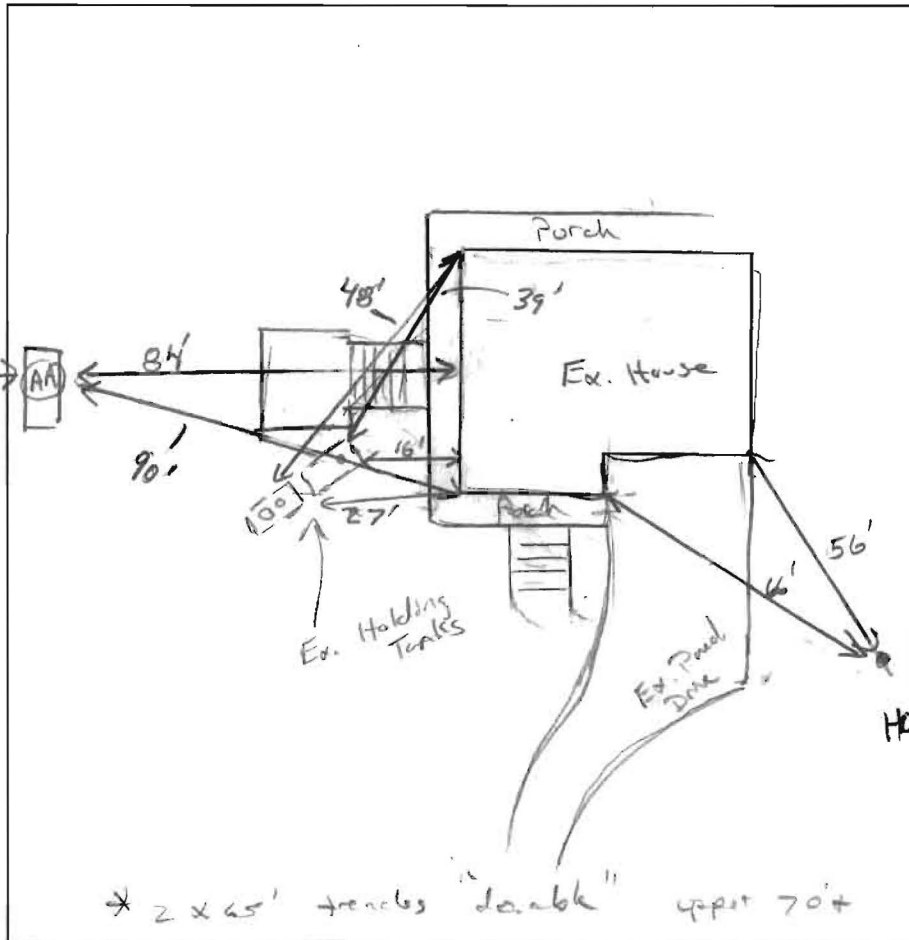 Porch
48'
39'
84'
AA
Ex. House
90'
16'
27'
Porch
56'
66'
Ex. Holding
Tanks
Ex. Paved
Drive
* 2 x 65' trenches "double" upper 70'±